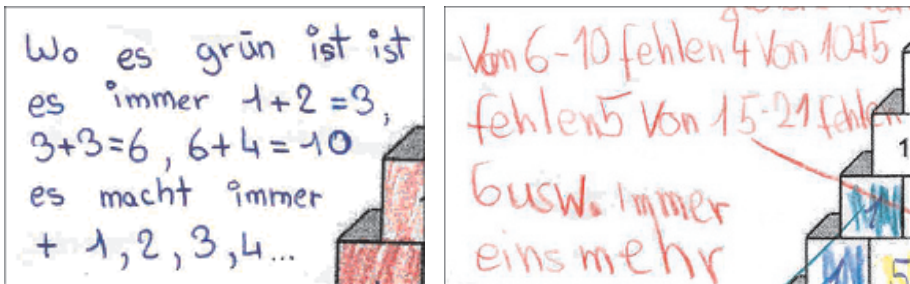 Wo es grün ist ist
es immer 1+2=3,
3+3=6, 6+4=10
es macht immer
+ 1,2,3,4...
Von 6-10 fehlen 4 Von 10-15
fehlen 5 Von 15-21 fehlen
6 usw. immer
eins mehr
1
5